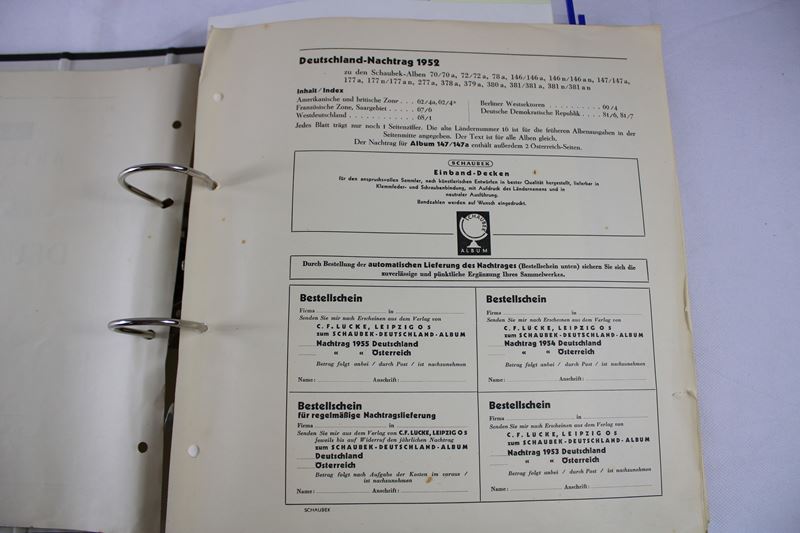 Deutschland-Nachtrag 1952
zu den Schaubek-Alben 70/70 a, 72/72 a, 78 a, 146/146 a, 146 n/146 a n, 147/147 a,
177 a, 177 n/177 a n, 277 a, 378 a, 379 a, 380 a, 381/381 a, 381 n/381 a n
Inhalt/Index
Amerikanische und britische Zone . . . 62/4a, 62/4*
Französische Zone, Saargebiet . . . . . 67/6
Westdeutschland . . . . . . . . . . . 68/1
Berliner Westsektoren . . . . . . . . . . 60/4
Deutsche Demokratische Republik . . . 81/6, 81/7
Jedes Blatt trägt nur noch 1 Seitenziffer. Die alte Ländernummer 16 ist für die früheren Albenausgaben in der
Seitenmitte angegeben. Der Text ist für alle Alben gleich.
Der Nachtrag für Album 147/147a enthält außerdem 2 Österreich-Seiten.
SCHAUBEK
Einband-Decken
für den anspruchsvollen Sammler, nach künstlerischen Entwürfen in bester Qualität hergestellt, lieferbar in
Klemmleder- und Schraubenbindung, mit Aufdruck des Ländernamens und in
neutraler Ausführung.
Bandzahlen werden auf Wunsch eingedruckt.
SCHAUBEK
ALBUM
Durch Bestellung der automatischen Lieferung des Nachtrages (Bestellschein unten) sichern Sie sich die
zuverlässige und pünktliche Ergänzung Ihres Sammelwerkes.
Bestellschein
Firma in
Senden Sie mir nach Erscheinen aus dem Verlag von
C. F. LUCKE, LEIPZIG O 5
zum SCHAUBEK-DEUTSCHLAND-ALBUM
Nachtrag 1955 Deutschland
" " Österreich
Betrag folgt anbei / durch Post / ist nachzunehmen
Name: Anschrift:
Bestellschein
Firma in
Senden Sie mir nach Erscheinen aus dem Verlag von
C. F. LUCKE, LEIPZIG O 5
zum SCHAUBEK-DEUTSCHLAND-ALBUM
Nachtrag 1954 Deutschland
" " Österreich
Betrag folgt anbei / durch Post / ist nachzunehmen
Name: Anschrift:
Bestellschein
für regelmäßige Nachtragslieferung
Firma in
Senden Sie mir aus dem Verlag von C.F. LUCKE, LEIPZIG O 5
Jeweils bis auf Widerruf den jährlichen Nachtrag
zum SCHAUBEK-DEUTSCHLAND-ALBUM
Deutschland
Österreich
Betrag folgt nach Aufgabe der Kosten im voraus /
ist nachzunehmen
Name: Anschrift:
Bestellschein
Firma in
Senden Sie mir nach Erscheinen aus dem Verlag von
C. F. LUCKE, LEIPZIG O 5
zum SCHAUBEK-DEUTSCHLAND-ALBUM
Nachtrag 1953 Deutschland
" " Österreich
Betrag folgt anbei / durch Post / ist nachzunehmen
Name: Anschrift:
SCHAUBEK